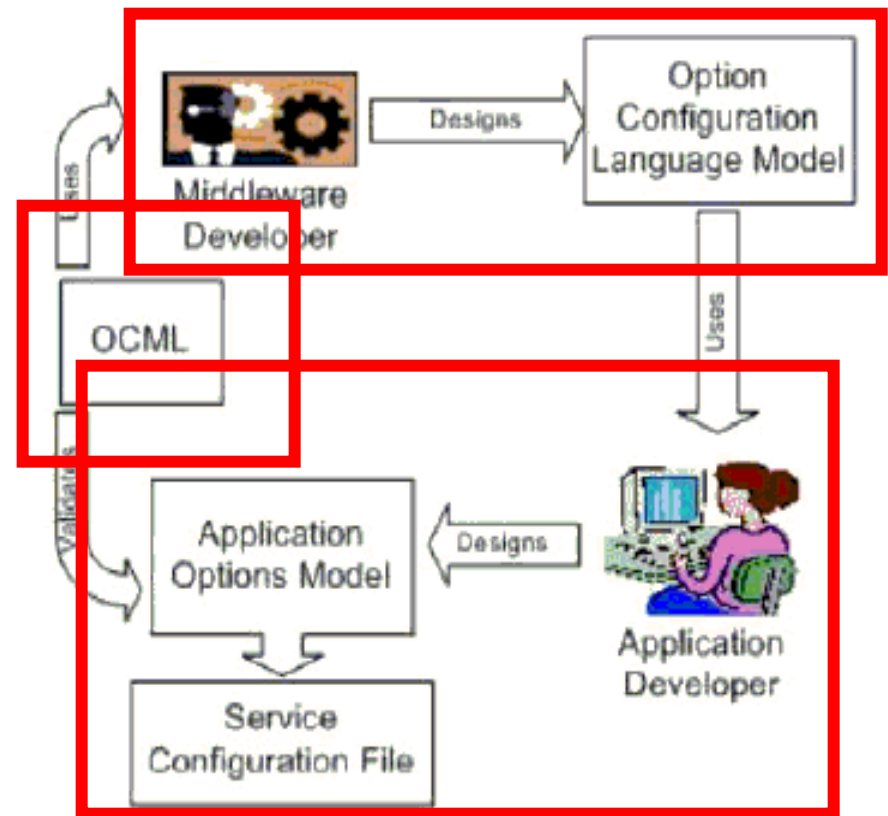 Designs
Option
Configuration
Language Model
Middleware
Developer
Uses
OCML
Uses
Validates
Application
Options Model
Designs
Application
Developer
Service
Configuration File